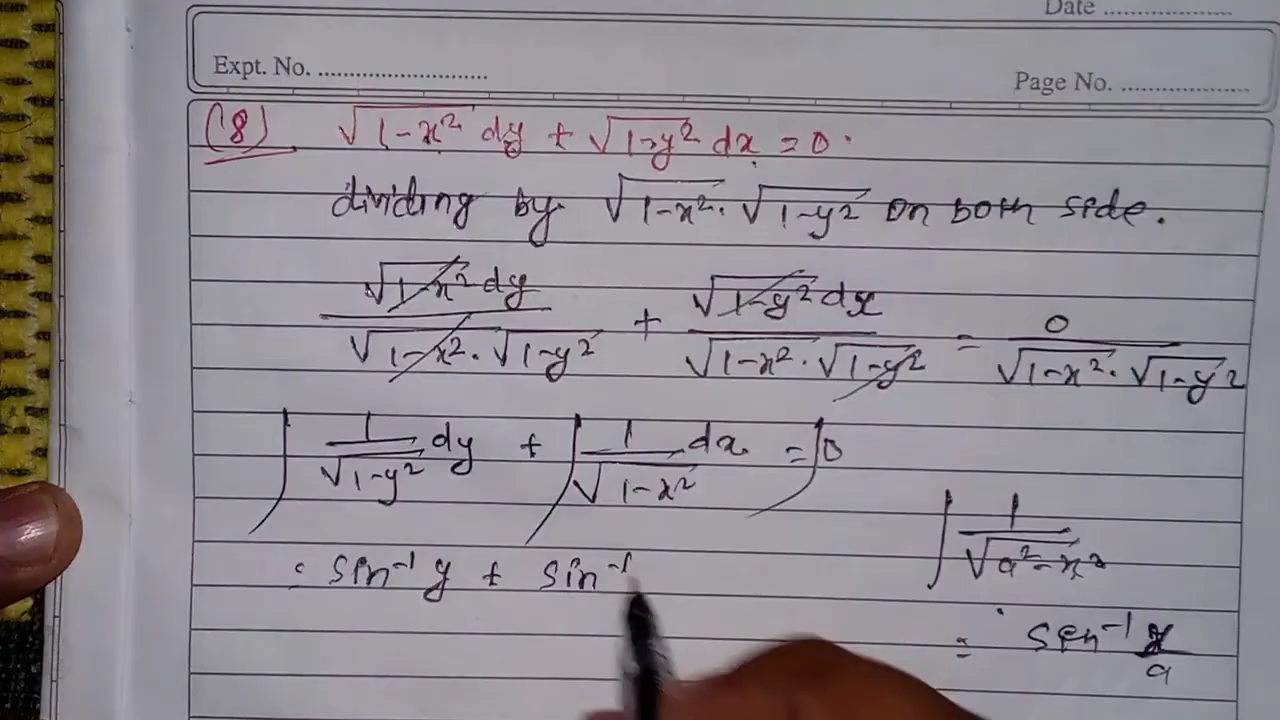 Date ....................
Expt. No. .............................
Page No. ......................
(18) √1-x² dy + √1-y² dx = 0.
dividing by √1-x² . √1-y² on both side.
√1-x² dy / √1-x² . √1-y² + √1-y² dx / √1-x² . √1-y² = 0 / √1-x² . √1-y²
∫ 1/√1-y² dy + ∫ 1/√1-x² dx = ∫0
∫ 1/√a²-x²
= sin⁻¹ y + sin⁻¹
= sin⁻¹ x/a